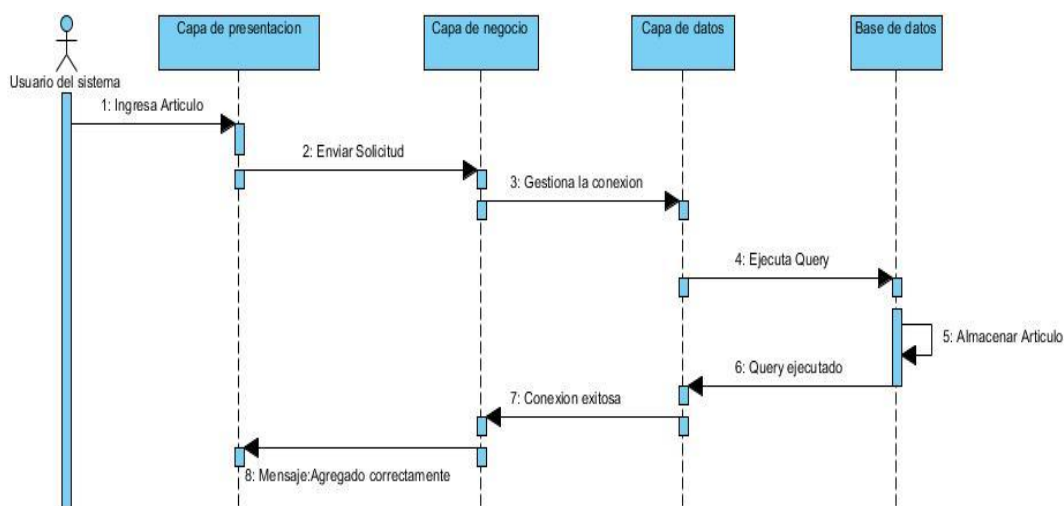 Capa de presentacion
Capa de negocio
Capa de datos
Base de datos
Usuario del sistema
1: Ingresa Articulo
2: Enviar Solicitud
3: Gestiona la conexion
4: Ejecuta Query
5: Almacenar Articulo
6: Query ejecutado
7: Conexion exitosa
8: Mensaje:Agregado correctamente